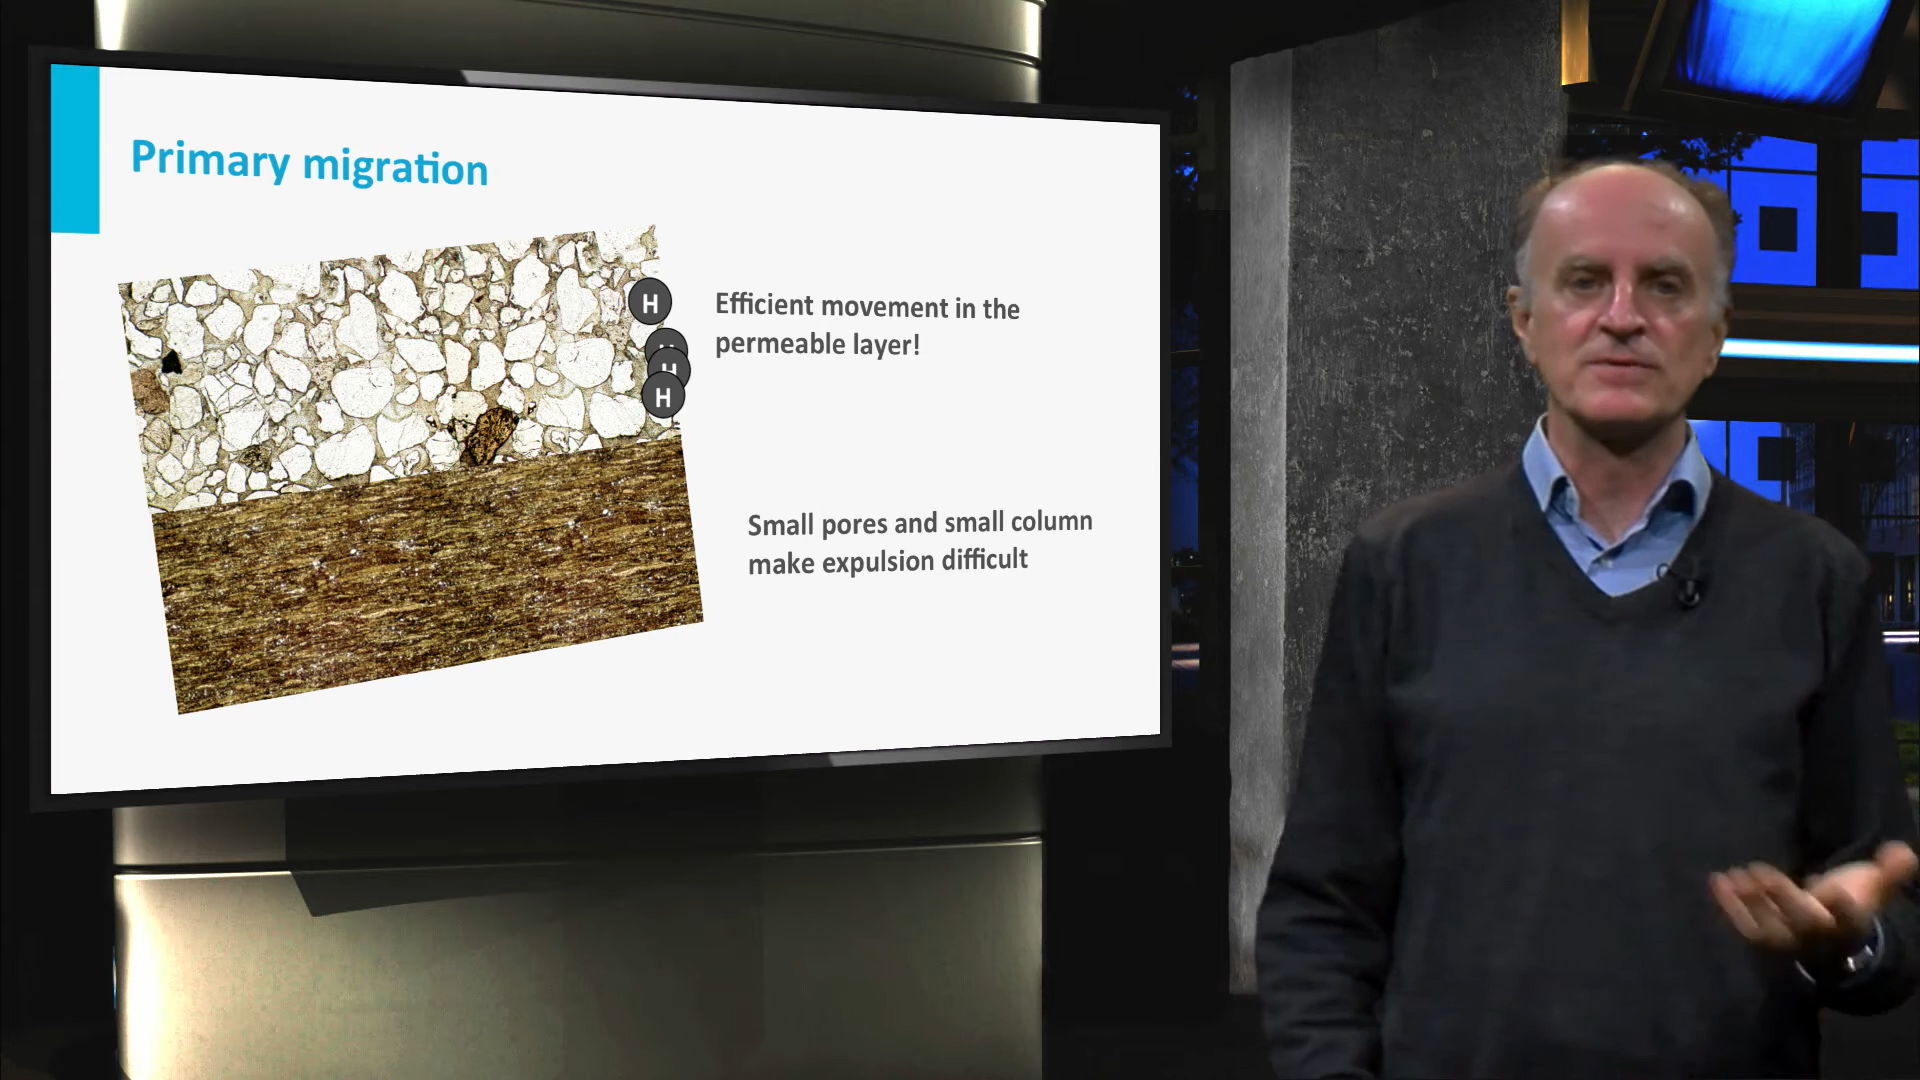 Primary migration
H
H
H
Efficient movement in the
permeable layer!
Small pores and small column
make expulsion difficult